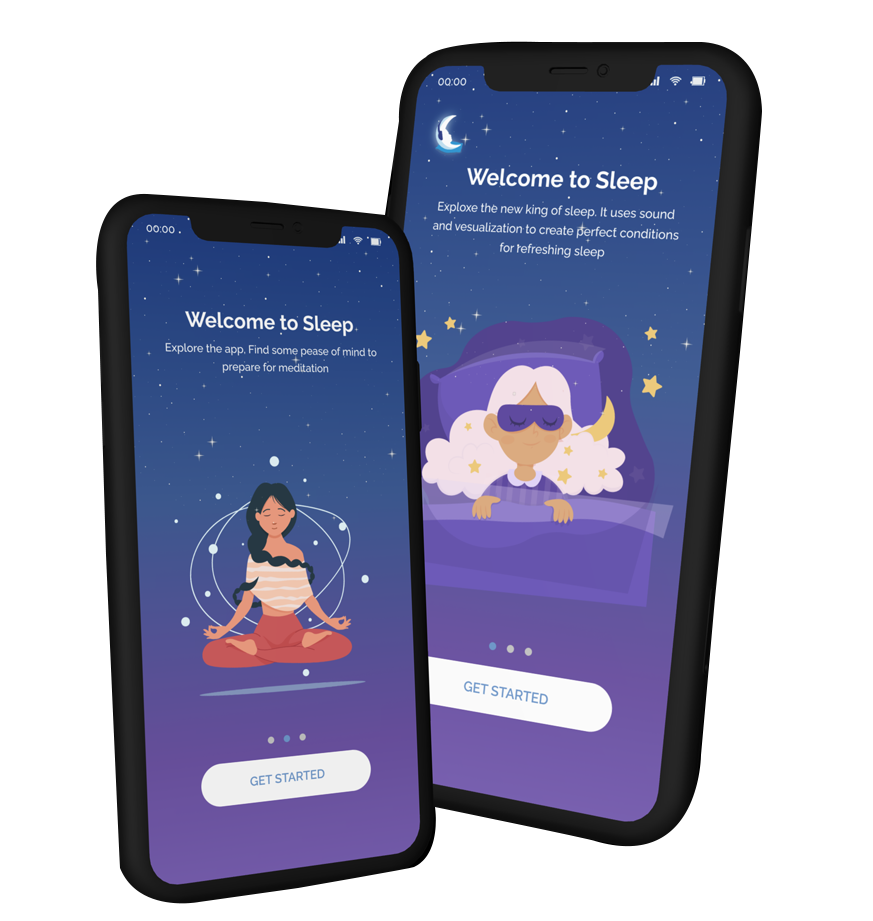 00:00
Welcome to Sleep
Explore the app. Find some pease of mind to
prepare for meditation
GET STARTED
00:00
Welcome to Sleep
Exploxe the new king of sleep. It uses sound
and vesualization to create perfect conditions
for refreshing sleep
GET STARTED